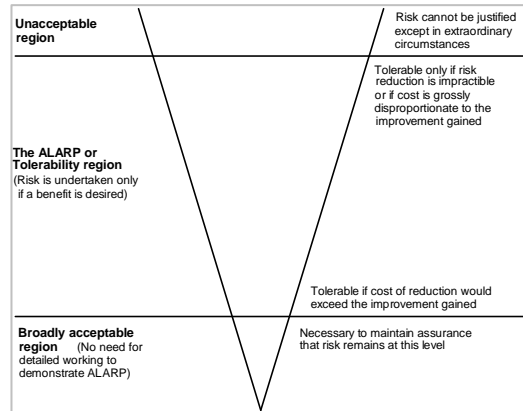 Unacceptable
region
Risk cannot be justified
except in extraordinary
circumstances
Tolerable only if risk
reduction is impractible
or if cost is grossly
disproportionate to the
improvement gained
The ALARP or
Tolerability region
(Risk is undertaken only
if a benefit is desired)
Tolerable if cost of reduction would
exceed the improvement gained
Broadly acceptable
region (No need for
detailed working to
demonstrate ALARP)
Necessary to maintain assurance
that risk remains at this level